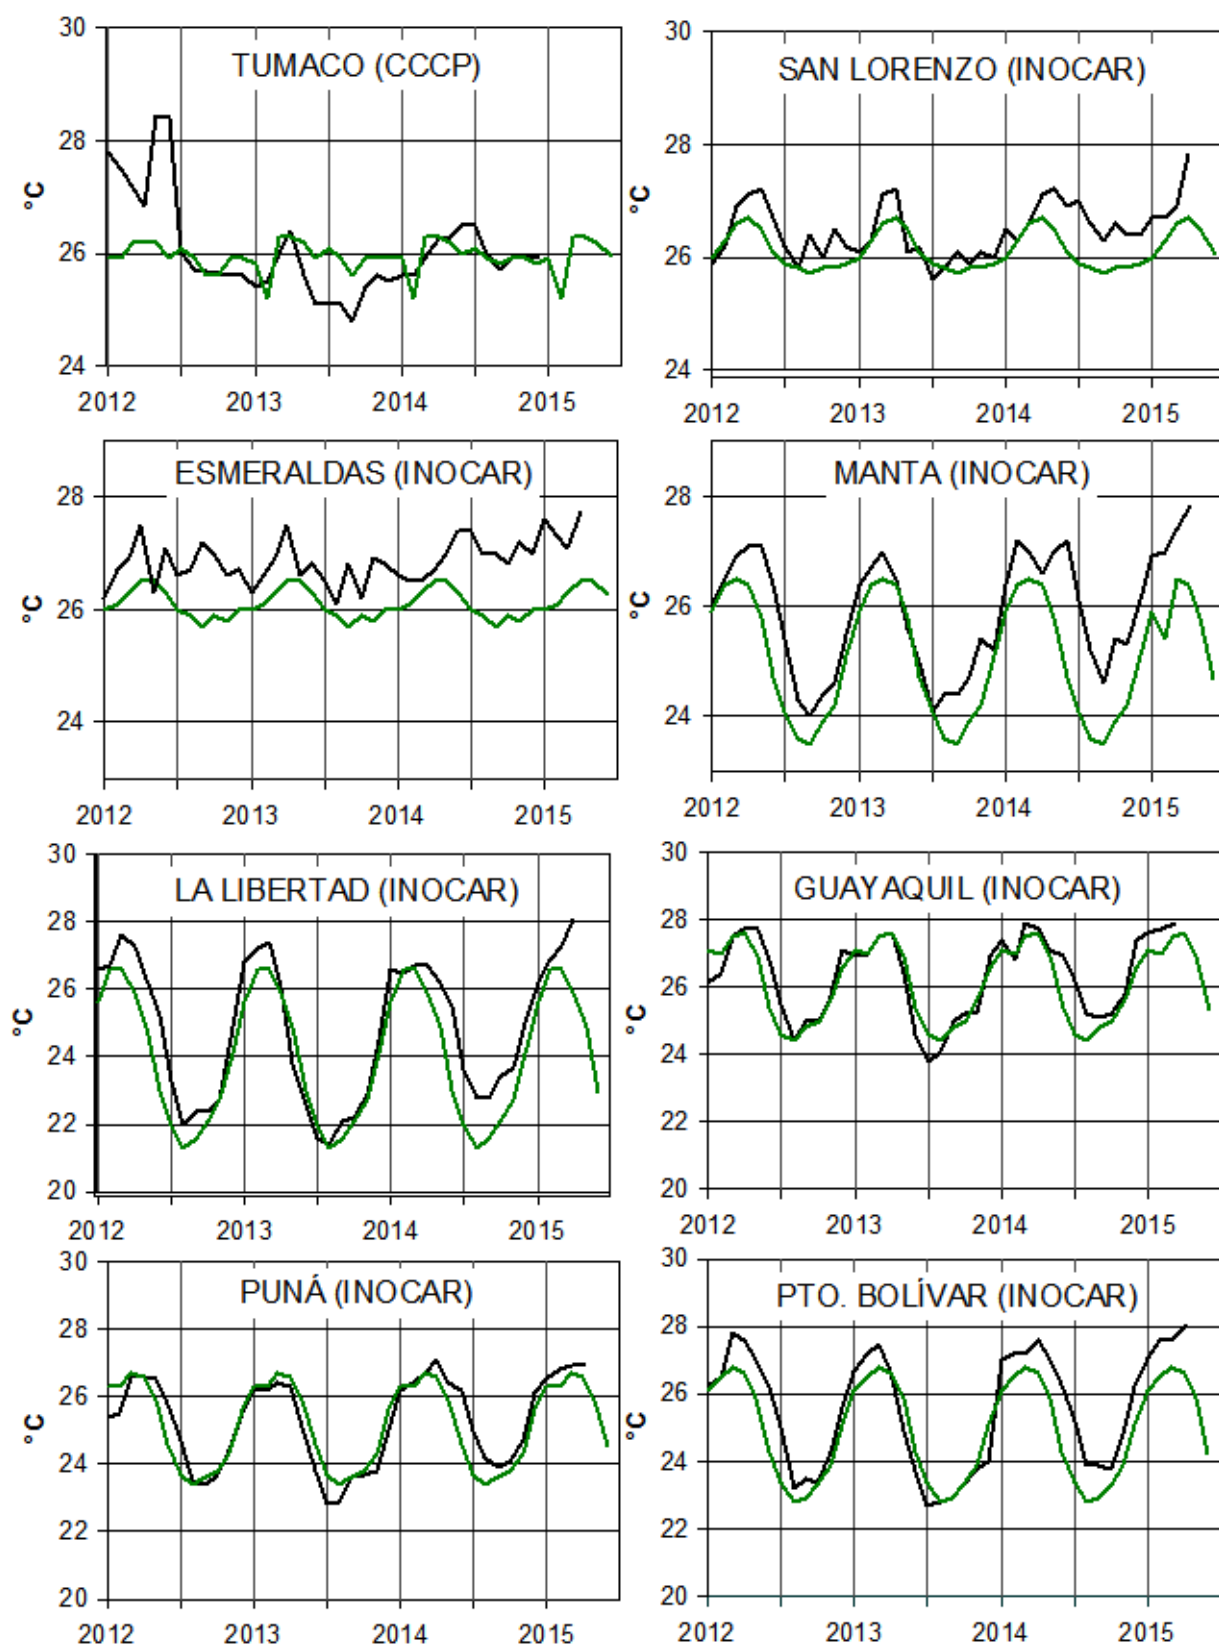 TUMACO (CCCP)
°C
30
28
26
24
2012 2013 2014 2015
SAN LORENZO (INOCAR)
°C
30
28
26
24
2012 2013 2014 2015
ESMERALDAS (INOCAR)
°C
28
26
24
2012 2013 2014 2015
MANTA (INOCAR)
28
26
24
2012 2013 2014 2015
LA LIBERTAD (INOCAR)
°C
30
28
26
24
22
20
2012 2013 2014 2015
GUAYAQUIL (INOCAR)
°C
30
28
26
24
22
20
2012 2013 2014 2015
PUNÁ (INOCAR)
°C
30
28
26
24
22
20
2012 2013 2014 2015
PTO. BOLÍVAR (INOCAR)
°C
30
28
26
24
22
20
2012 2013 2014 2015